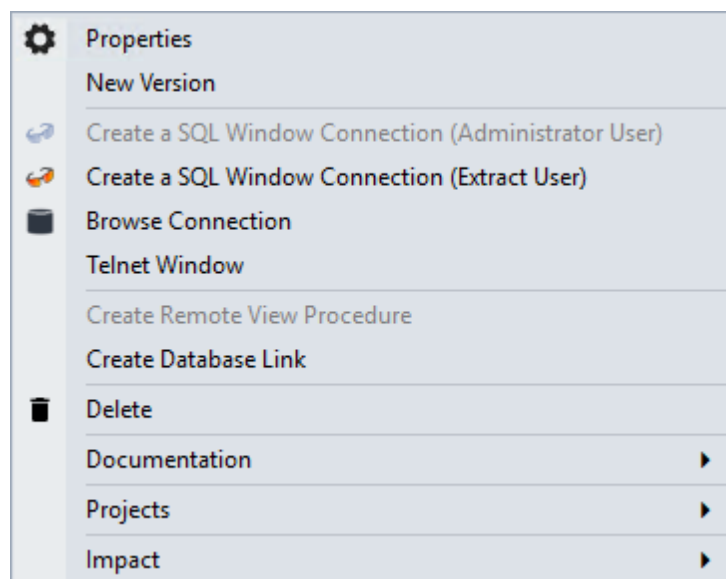 Properties
New Version
Create a SQL Window Connection (Administrator User)
Create a SQL Window Connection (Extract User)
Browse Connection
Telnet Window
Create Remote View Procedure
Create Database Link
Delete
Documentation
Projects
Impact